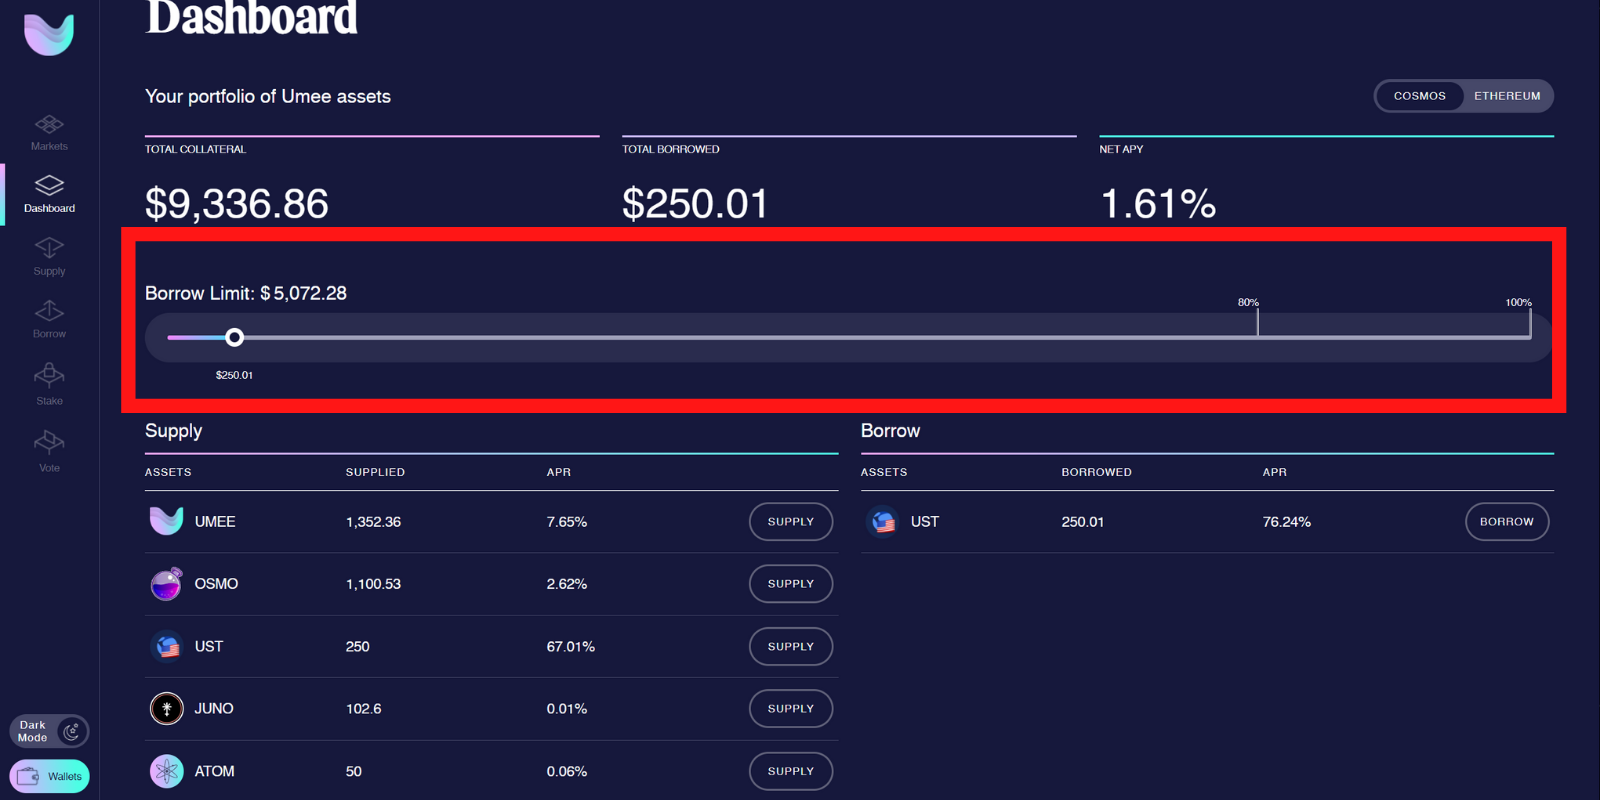 Dashboard
Your portfolio of Umee assets
COSMOS ETHEREUM
TOTAL COLLATERAL
$9,336.86
TOTAL BORROWED
$250.01
NET APY
1.61%
Borrow Limit: $5,072.28
80% 100%
$250.01
Supply
ASSETS SUPPLIED APR
UMEE 1,352.36 7.65% SUPPLY
OSMO 1,100.53 2.62% SUPPLY
UST 250 67.01% SUPPLY
JUNO 102.6 0.01% SUPPLY
ATOM 50 0.06% SUPPLY
Borrow
ASSETS BORROWED APR
UST 250.01 76.24% BORROW
Markets
Dashboard
Supply
Borrow
Stake
Vote
Dark
Mode
Wallets